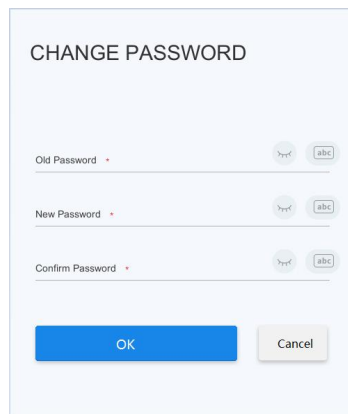 CHANGE PASSWORD
Old Password * abc
New Password * abc
Confirm Password * abc
OK Cancel